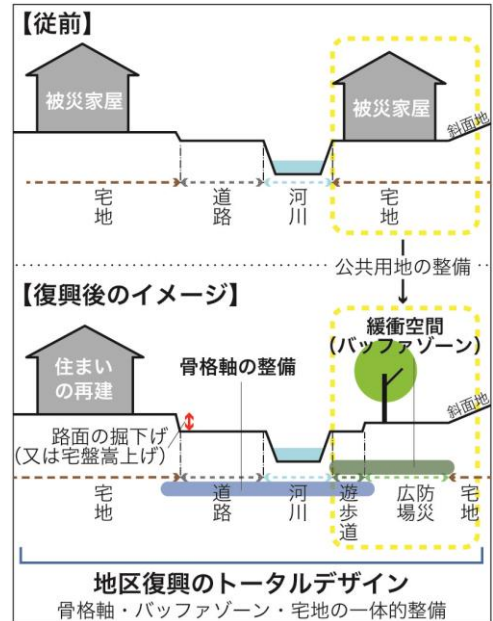 【従前】
被災家屋
被災家屋
斜面地
宅地
道路
河川
宅地
公共用地の整備
【復興後のイメージ】
緩衝空間
(バッファゾーン)
住まい
の再建
骨格軸の整備
斜面地
路面の掘下げ
(又は宅盤嵩上げ)
宅地
道路
河川
遊歩道
防災
広場
宅地
地区復興のトータルデザイン
骨格軸・バッファゾーン・宅地の一体的整備